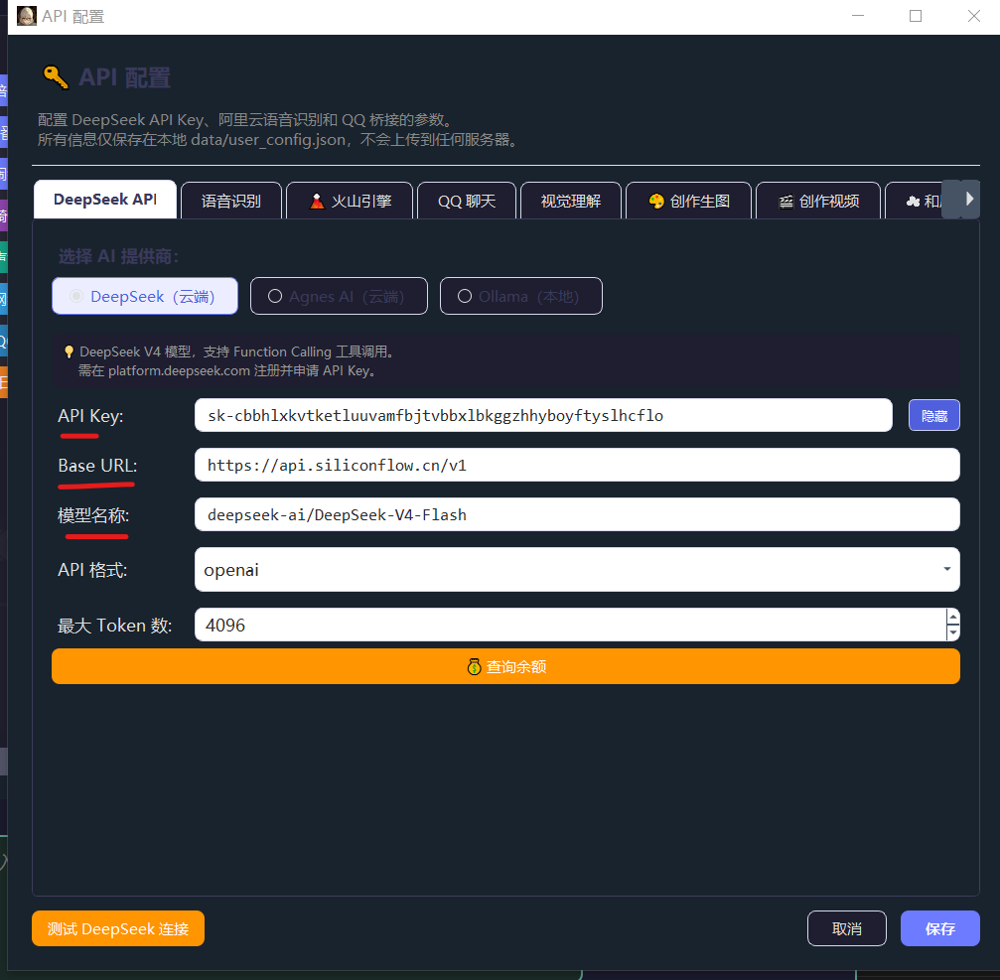 API 配置
API 配置
配置 DeepSeek API Key、阿里云语音识别和 QQ 桥接的参数。
所有信息仅保存在本地 data/user_config.json，不会上传到任何服务器。
DeepSeek API 语音识别 火山引擎 QQ 聊天 视觉理解 创作生图 创作视频 和
选择 AI 提供商:
DeepSeek（云端） Agnes AI（云端） Ollama（本地）
DeepSeek V4 模型，支持 Function Calling 工具调用。
需在 platform.deepseek.com 注册并申请 API Key。
API Key: sk-cbbhlxkvtketluuvamfbjtvbbxlbkggzhhyboyftyslhcflo 隐藏
Base URL: https://api.siliconflow.cn/v1
模型名称: deepseek-ai/DeepSeek-V4-Flash
API 格式: openai
最大 Token 数: 4096
查询余额
测试 DeepSeek 连接 取消 保存